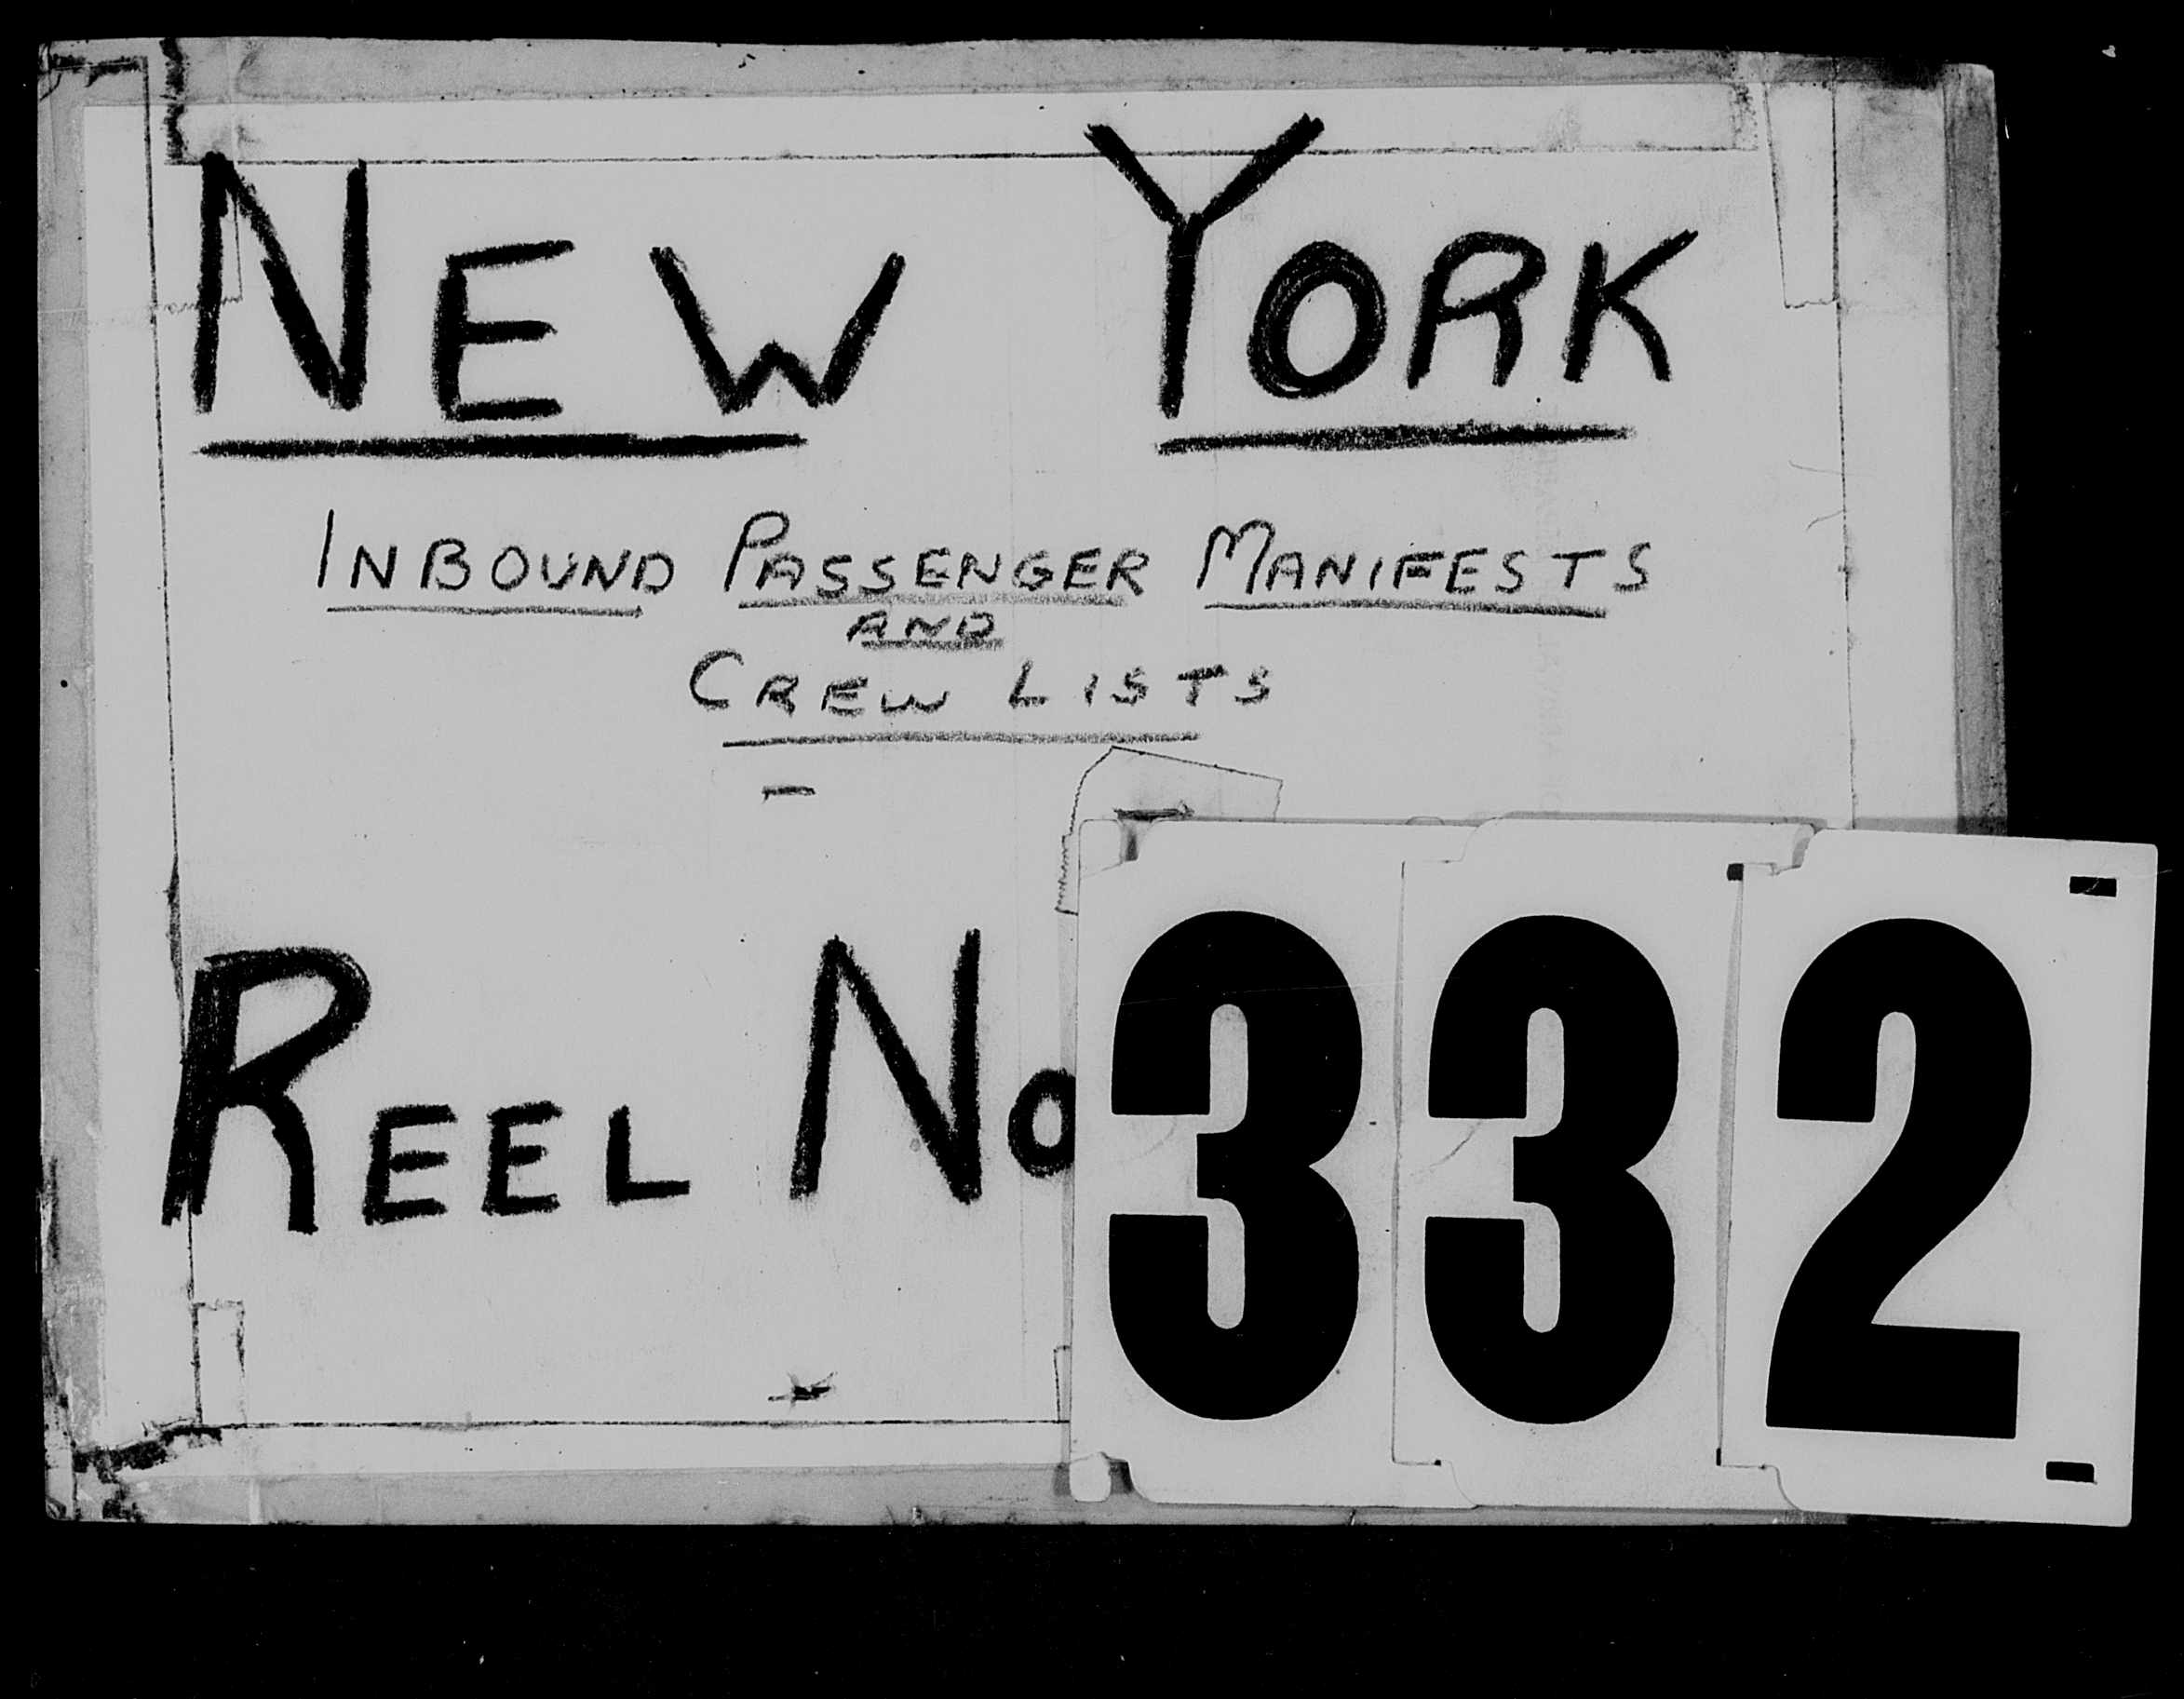 NEW YORK
INBOUND PASSENGER MANIFESTS
AND
CREW LISTS
REEL No 332